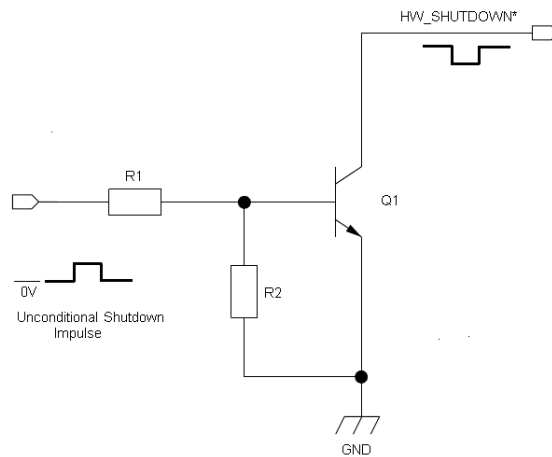 HW_SHUTDOWN*
R1
Q1
R2
0V
Unconditional Shutdown
Impulse
GND